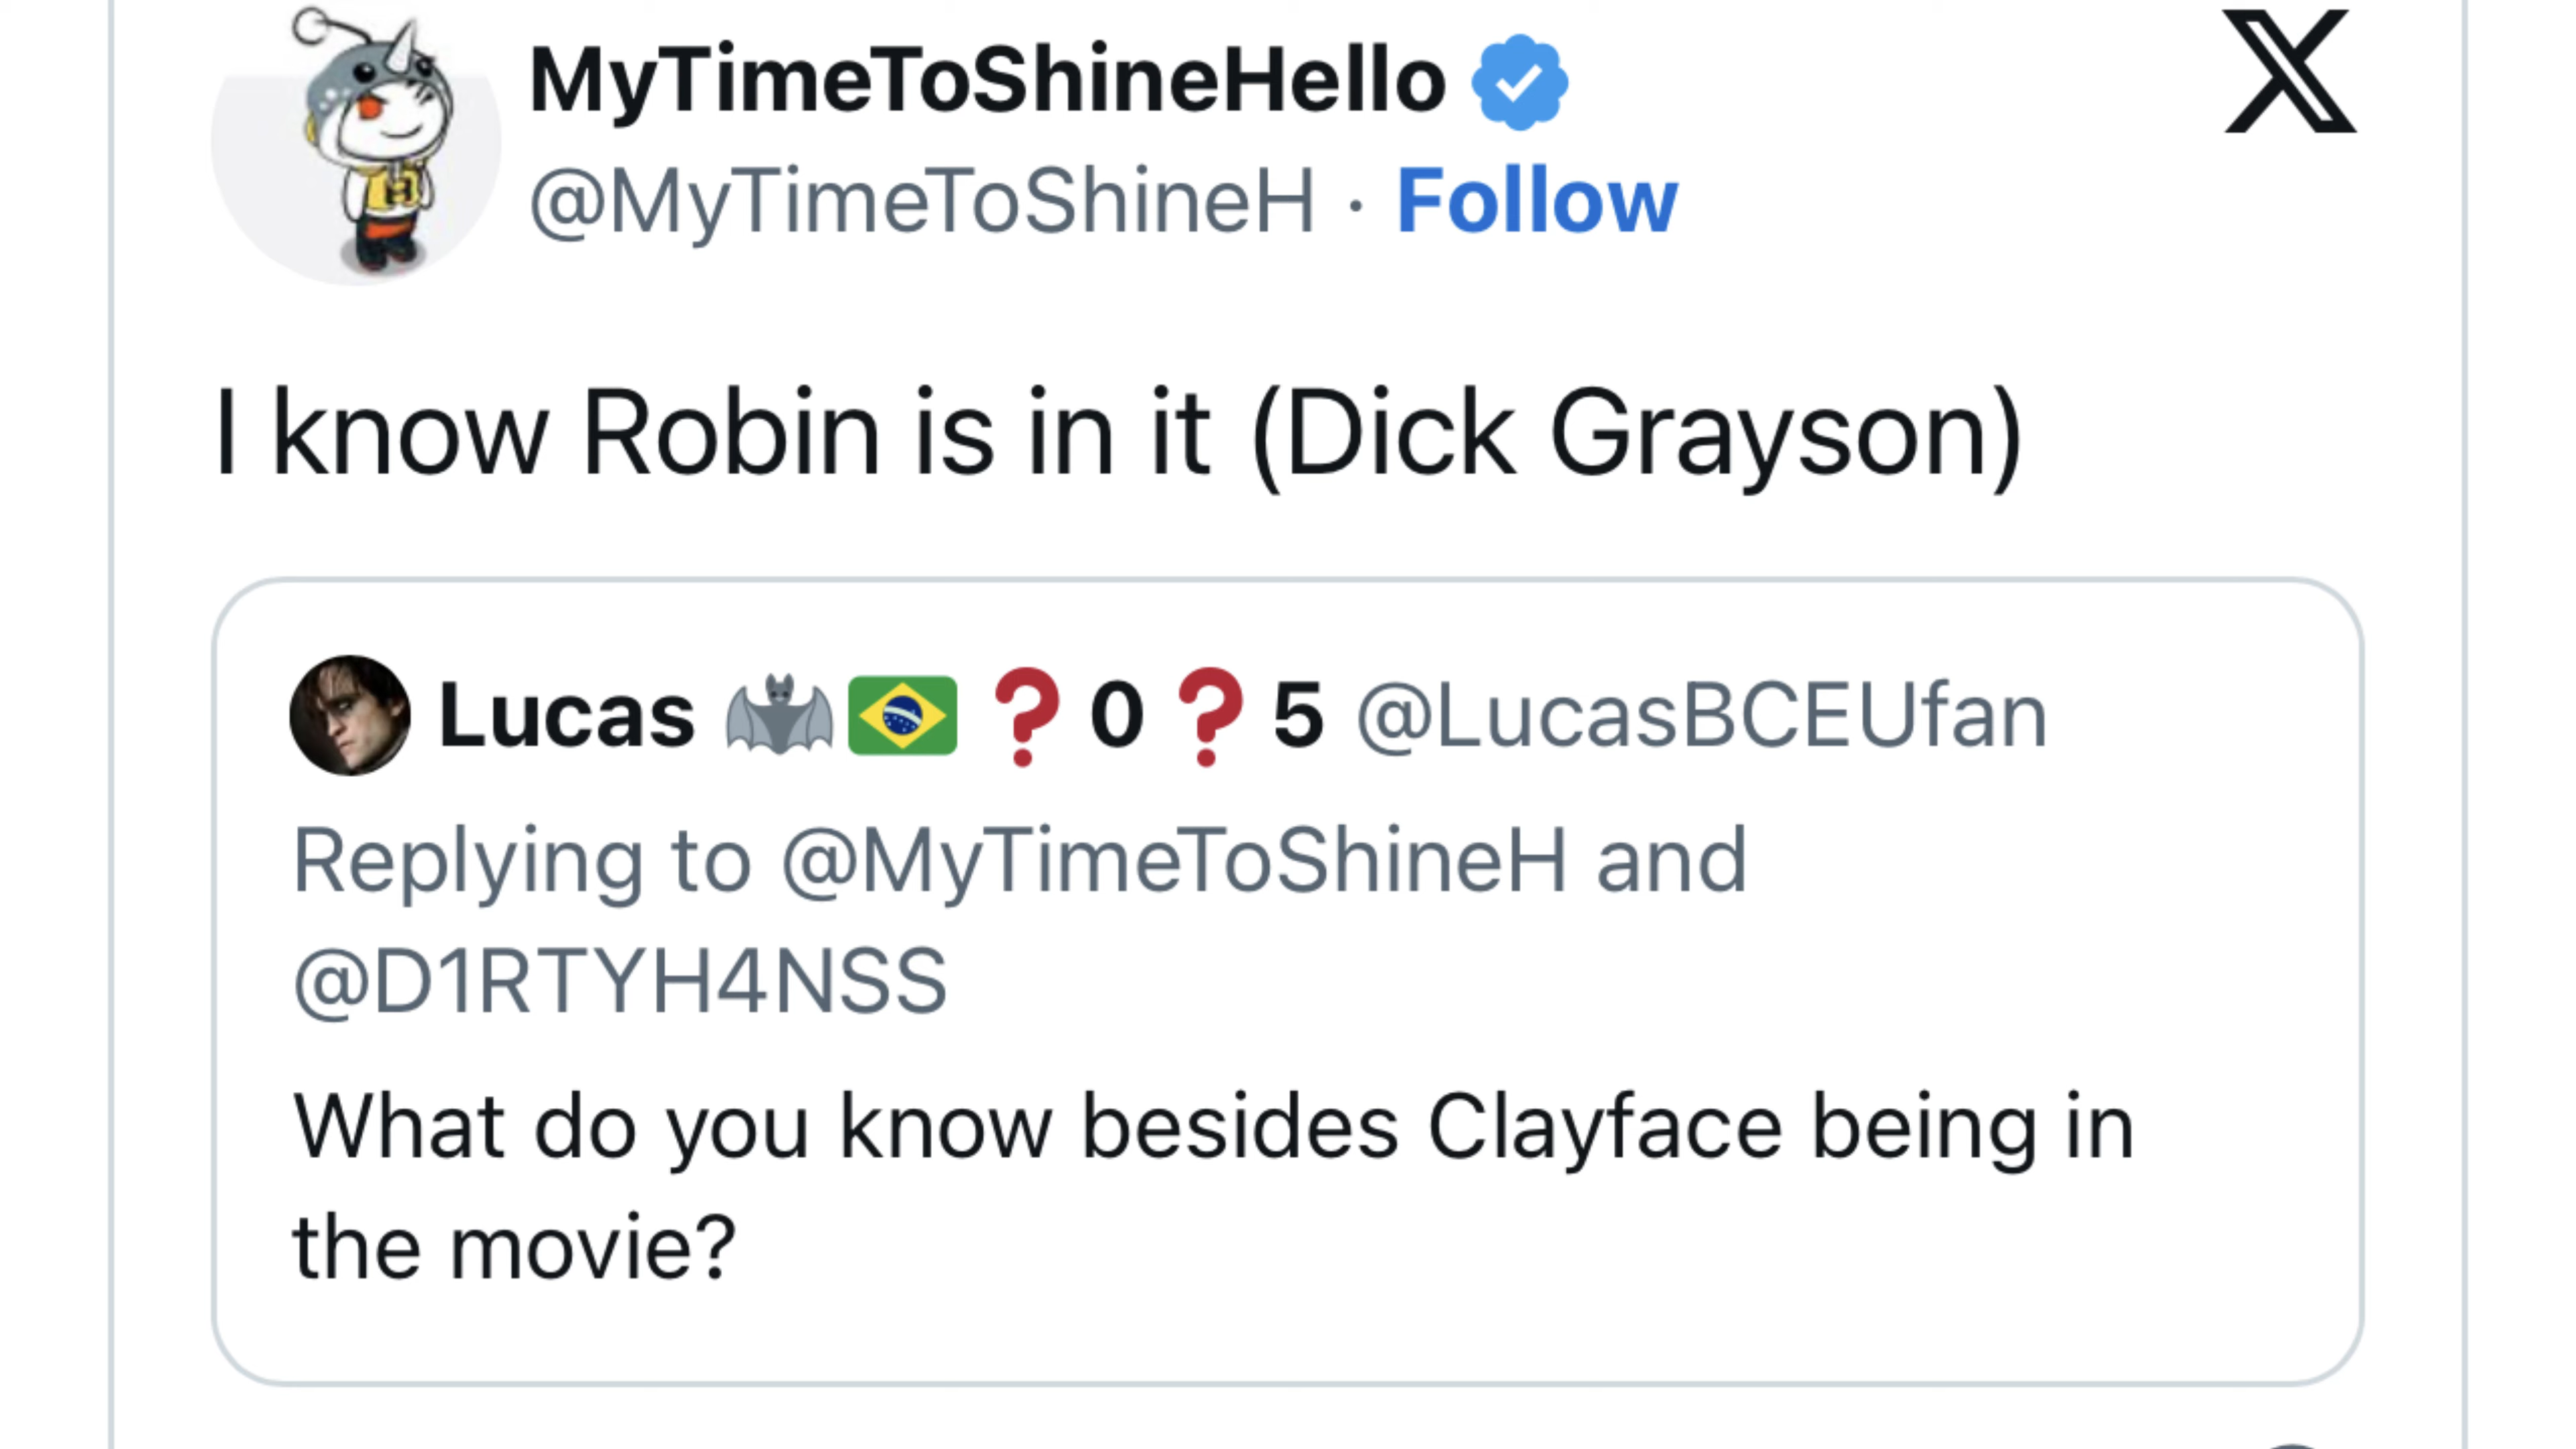 MyTimeToShineHello
@MyTimeToShineH · Follow
I know Robin is in it (Dick Grayson)
Lucas 🦇🇧🇷❓0❓5 @LucasBCEUfan
Replying to @MyTimeToShineH and
@D1RTYH4NSS
What do you know besides Clayface being in
the movie?